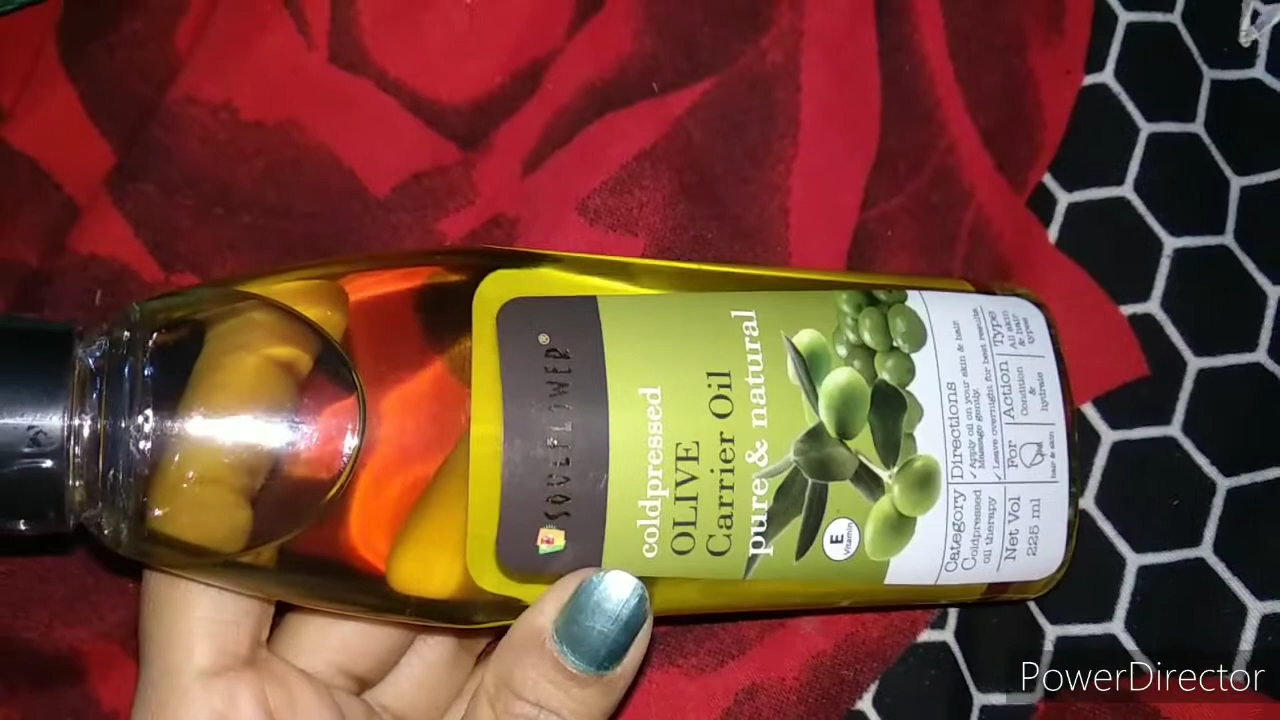 SOULFLOWER®
coldpressed
OLIVE
Carrier Oil
pure & natural
E
Vitamin
Category
Coldpressed
oil therapy
Directions
✓ Apply oil on your skin & hair
Massage gently.
✓ Leave overnight for best results
Net Vol
225 ml
For
hair & skin
Action
Condition
&
hydrate
Type
All skin
& hair
types
PowerDirector